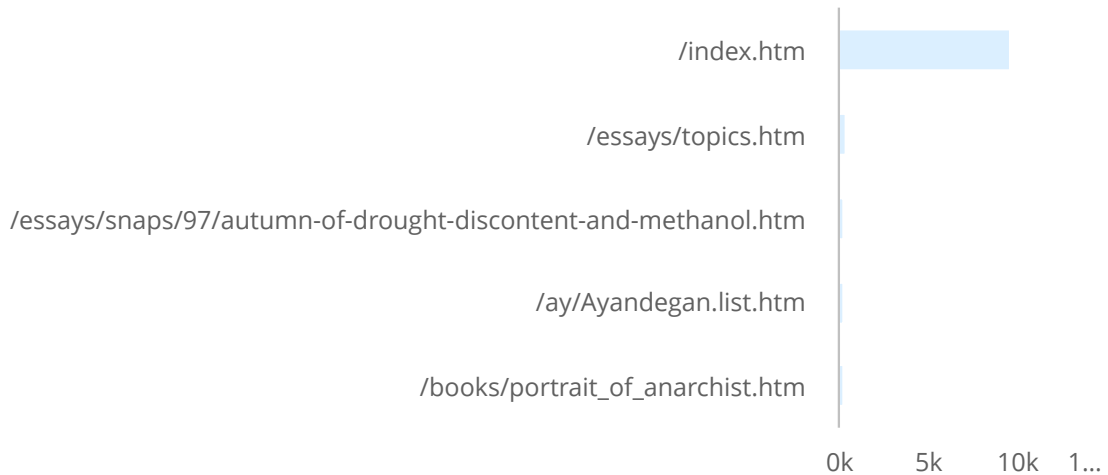 /index.htm
/essays/topics.htm
/essays/snaps/97/autumn-of-drought-discontent-and-methanol.htm
/ay/Ayandegan.list.htm
/books/portrait_of_anarchist.htm
0k 5k 10k 1...